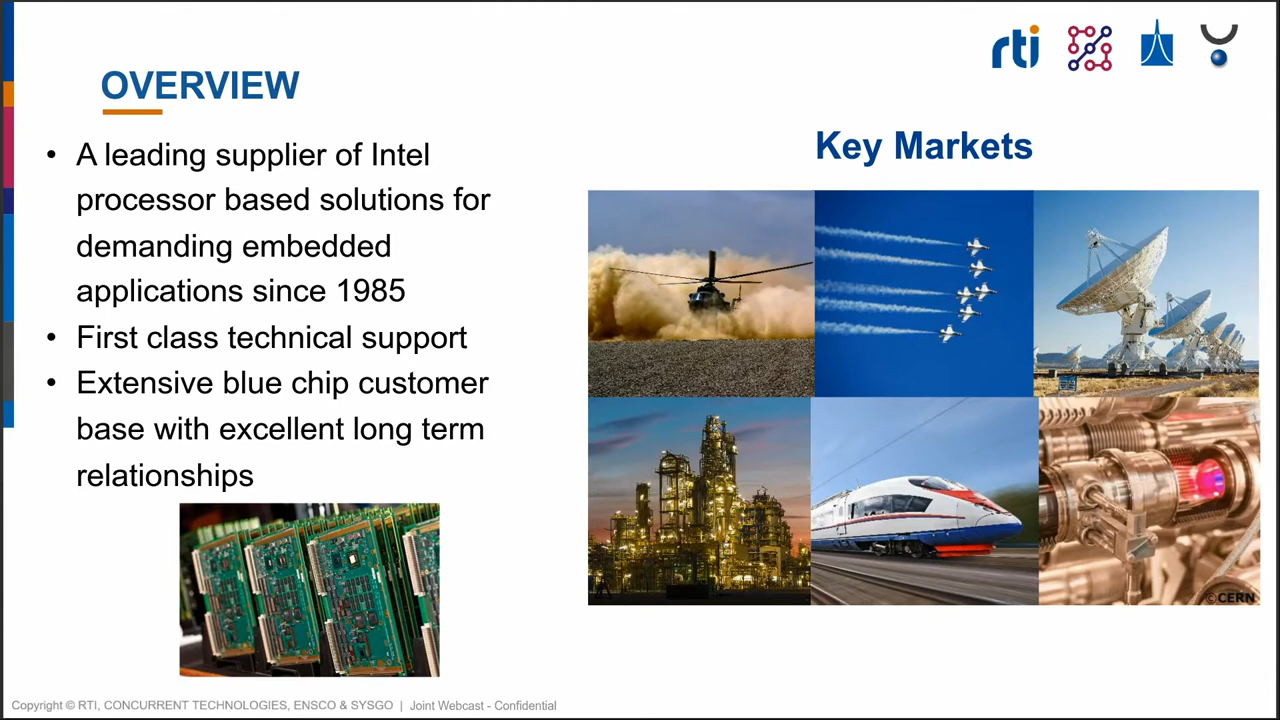 rti
OVERVIEW
• A leading supplier of Intel
processor based solutions for
demanding embedded
applications since 1985
• First class technical support
• Extensive blue chip customer
base with excellent long term
relationships
Key Markets
©CERN
Copyright © RTI, CONCURRENT TECHNOLOGIES, ENSCO & SYSGO | Joint Webcast - Confidential